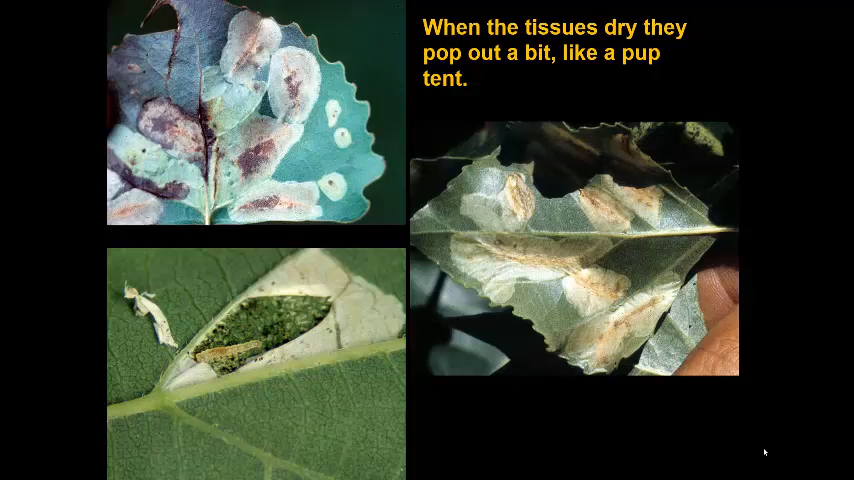 When the tissues dry they
pop out a bit, like a pup
tent.